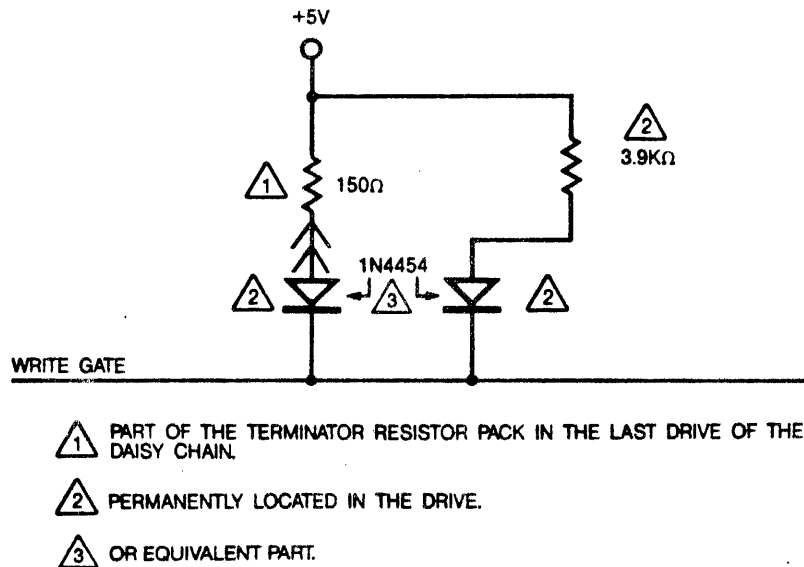 +5V
2
3.9KΩ
1
150Ω
1N4454
2
3
2
WRITE GATE
1 PART OF THE TERMINATOR RESISTOR PACK IN THE LAST DRIVE OF THE
DAISY CHAIN.
2 PERMANENTLY LOCATED IN THE DRIVE.
3 OR EQUIVALENT PART.